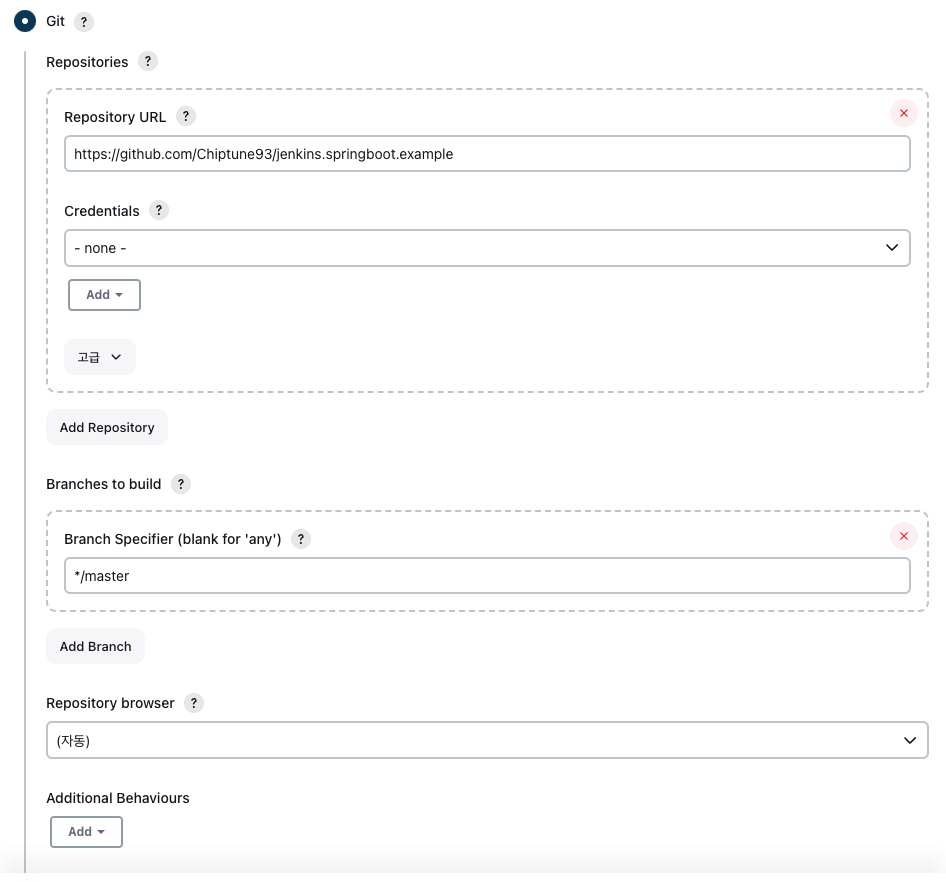 Git ?
Repositories ?
Repository URL ?
https://github.com/Chiptune93/jenkins.springboot.example
Credentials ?
- none -
Add
고급
Add Repository
Branches to build ?
Branch Specifier (blank for 'any') ?
*/master
Add Branch
Repository browser ?
(자동)
Additional Behaviours
Add